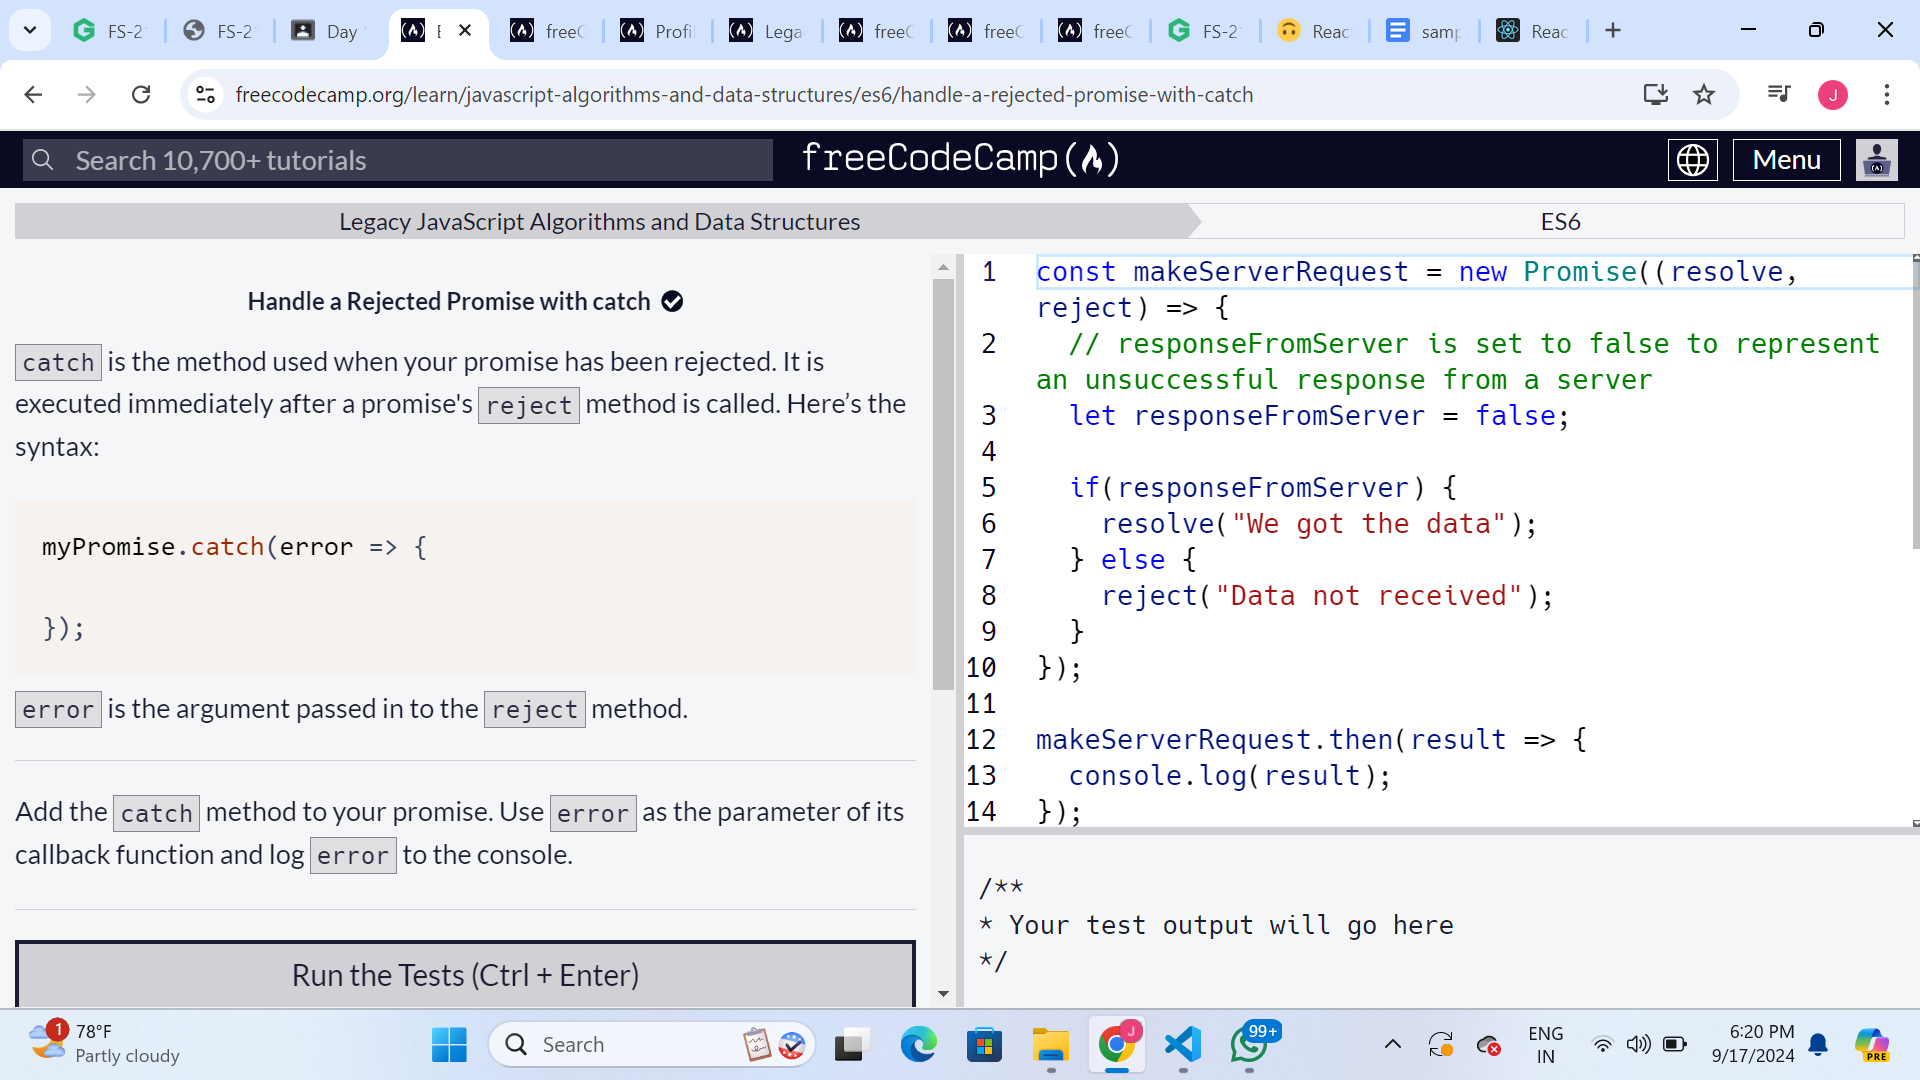 FS-2
FS-2
Day
E
freeC
Profi
Lega
freeC
freeC
freeC
FS-2
Reac
samp
Reac
freecodecamp.org/learn/javascript-algorithms-and-data-structures/es6/handle-a-rejected-promise-with-catch
J
Search 10,700+ tutorials
freeCodeCamp
Menu
Legacy JavaScript Algorithms and Data Structures
ES6
Handle a Rejected Promise with catch
catch is the method used when your promise has been rejected. It is
executed immediately after a promise's reject method is called. Here’s the
syntax:
myPromise.catch(error => {
});
error is the argument passed in to the reject method.
Add the catch method to your promise. Use error as the parameter of its
callback function and log error to the console.
Run the Tests (Ctrl + Enter)
1 const makeServerRequest = new Promise((resolve,
reject) => {
2 // responseFromServer is set to false to represent
an unsuccessful response from a server
3 let responseFromServer = false;
4
5 if(responseFromServer) {
6 resolve("We got the data");
7 } else {
8 reject("Data not received");
9 }
10 });
11
12 makeServerRequest.then(result => {
13 console.log(result);
14 });
/**
* Your test output will go here
*/
1
78°F
Partly cloudy
Search
J
99+
ENG
IN
6:20 PM
9/17/2024
PRE